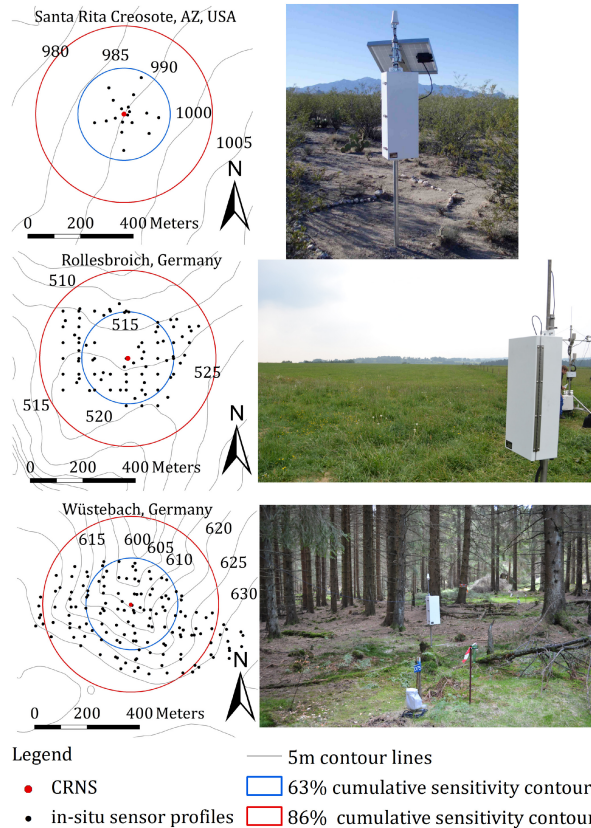 Santa Rita Creosote, AZ, USA
980
985
990
1000
1005
N
0 200 400 Meters
Rollesbroich, Germany
510
515
525
515
520
N
0 200 400 Meters
Wüstebach, Germany
620
615
600
605
610
625
630
N
0 200 400 Meters
Legend
5m contour lines
CRNS
63% cumulative sensitivity contour
in-situ sensor profiles
86% cumulative sensitivity contour